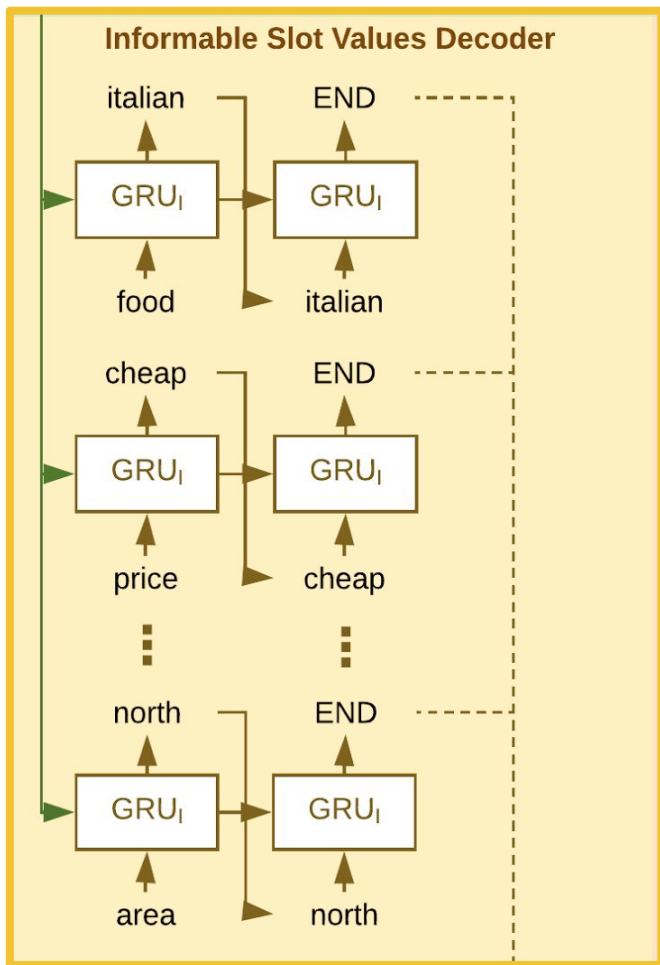 Informable Slot Values Decoder
italian END
GRU_I GRU_I
food italian
cheap END
GRU_I GRU_I
price cheap
north END
GRU_I GRU_I
area north